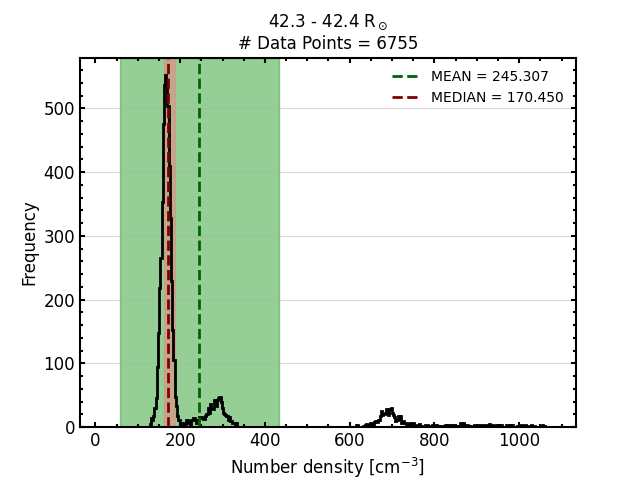 42.3 - 42.4 R⊙
# Data Points = 6755
MEAN = 245.307
MEDIAN = 170.450
Frequency
500
400
300
200
100
0
0 200 400 600 800 1000
Number density [cm⁻³]